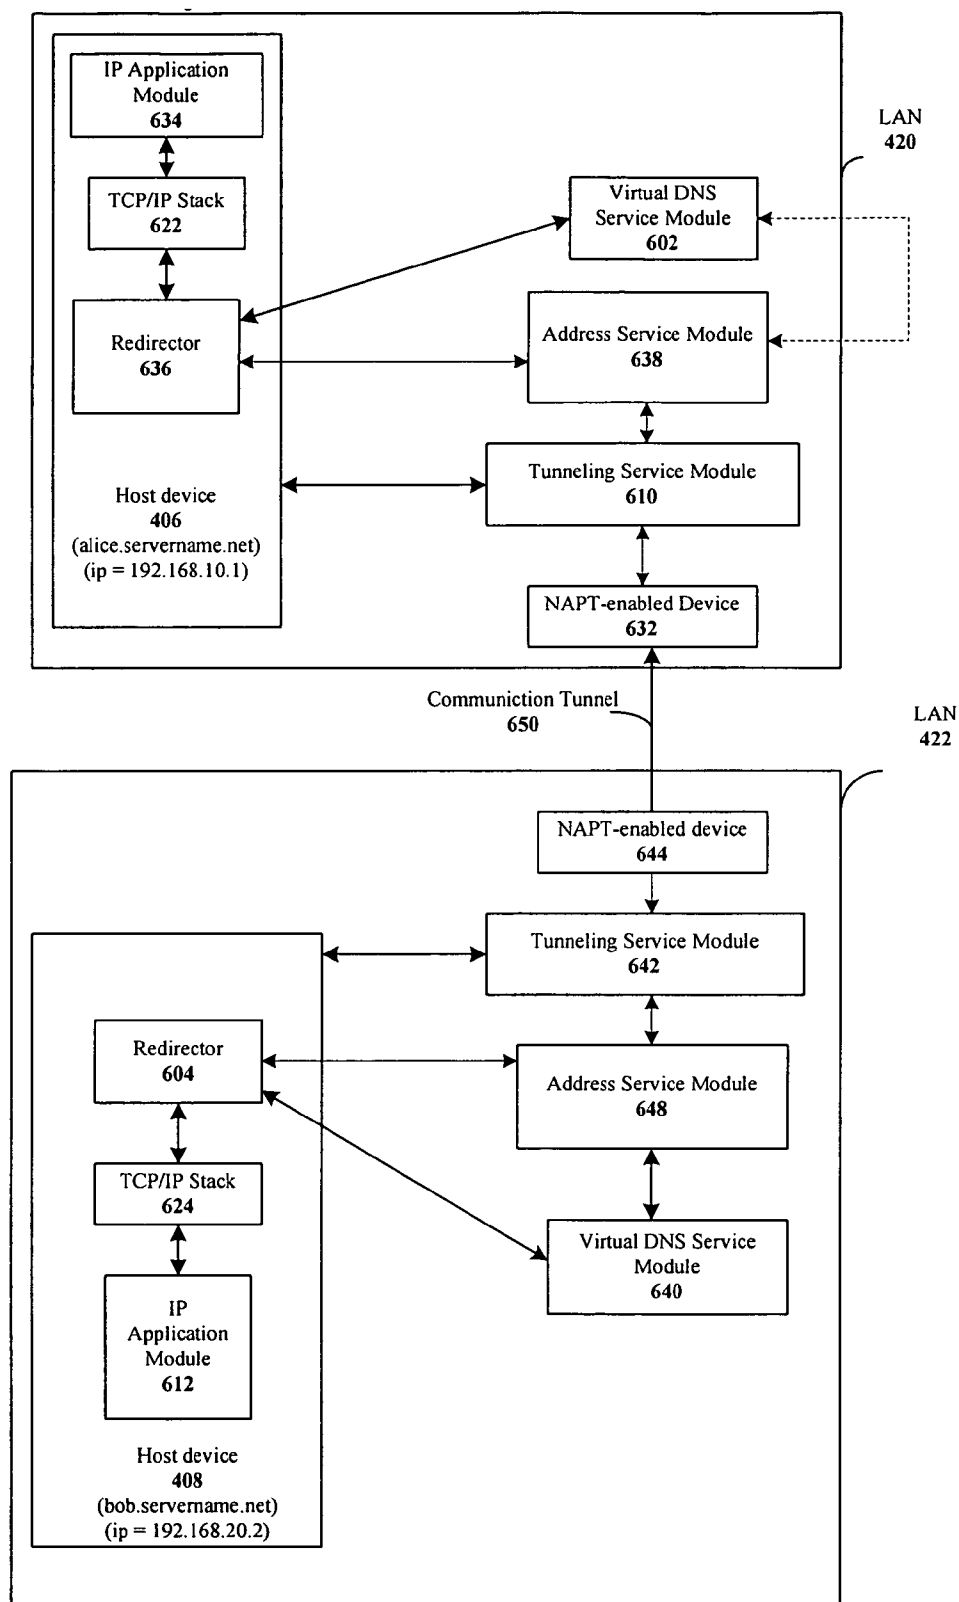 IP Application
Module
634
TCP/IP Stack
622
Redirector
636
Host device
406
(alice.servername.net)
(ip = 192.168.10.1)
Virtual DNS
Service Module
602
Address Service Module
638
Tunneling Service Module
610
NAPT-enabled Device
632
LAN
420
Communiction Tunnel
650
LAN
422
NAPT-enabled device
644
Tunneling Service Module
642
Redirector
604
Address Service Module
648
TCP/IP Stack
624
Virtual DNS Service
Module
640
IP
Application
Module
612
Host device
408
(bob.servername.net)
(ip = 192.168.20.2)